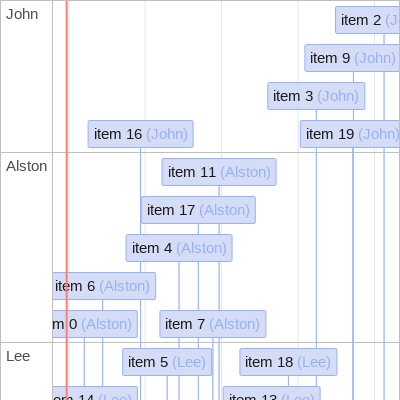 John
item 2 (J
item 9 (John)
item 3 (John)
item 16 (John)
item 19 (John)
Alston
item 11 (Alston)
item 17 (Alston)
item 4 (Alston)
item 6 (Alston)
m 0 (Alston)
item 7 (Alston)
Lee
item 5 (Lee)
item 18 (Lee)
em 14 (Lee)
item 13 (Lee)